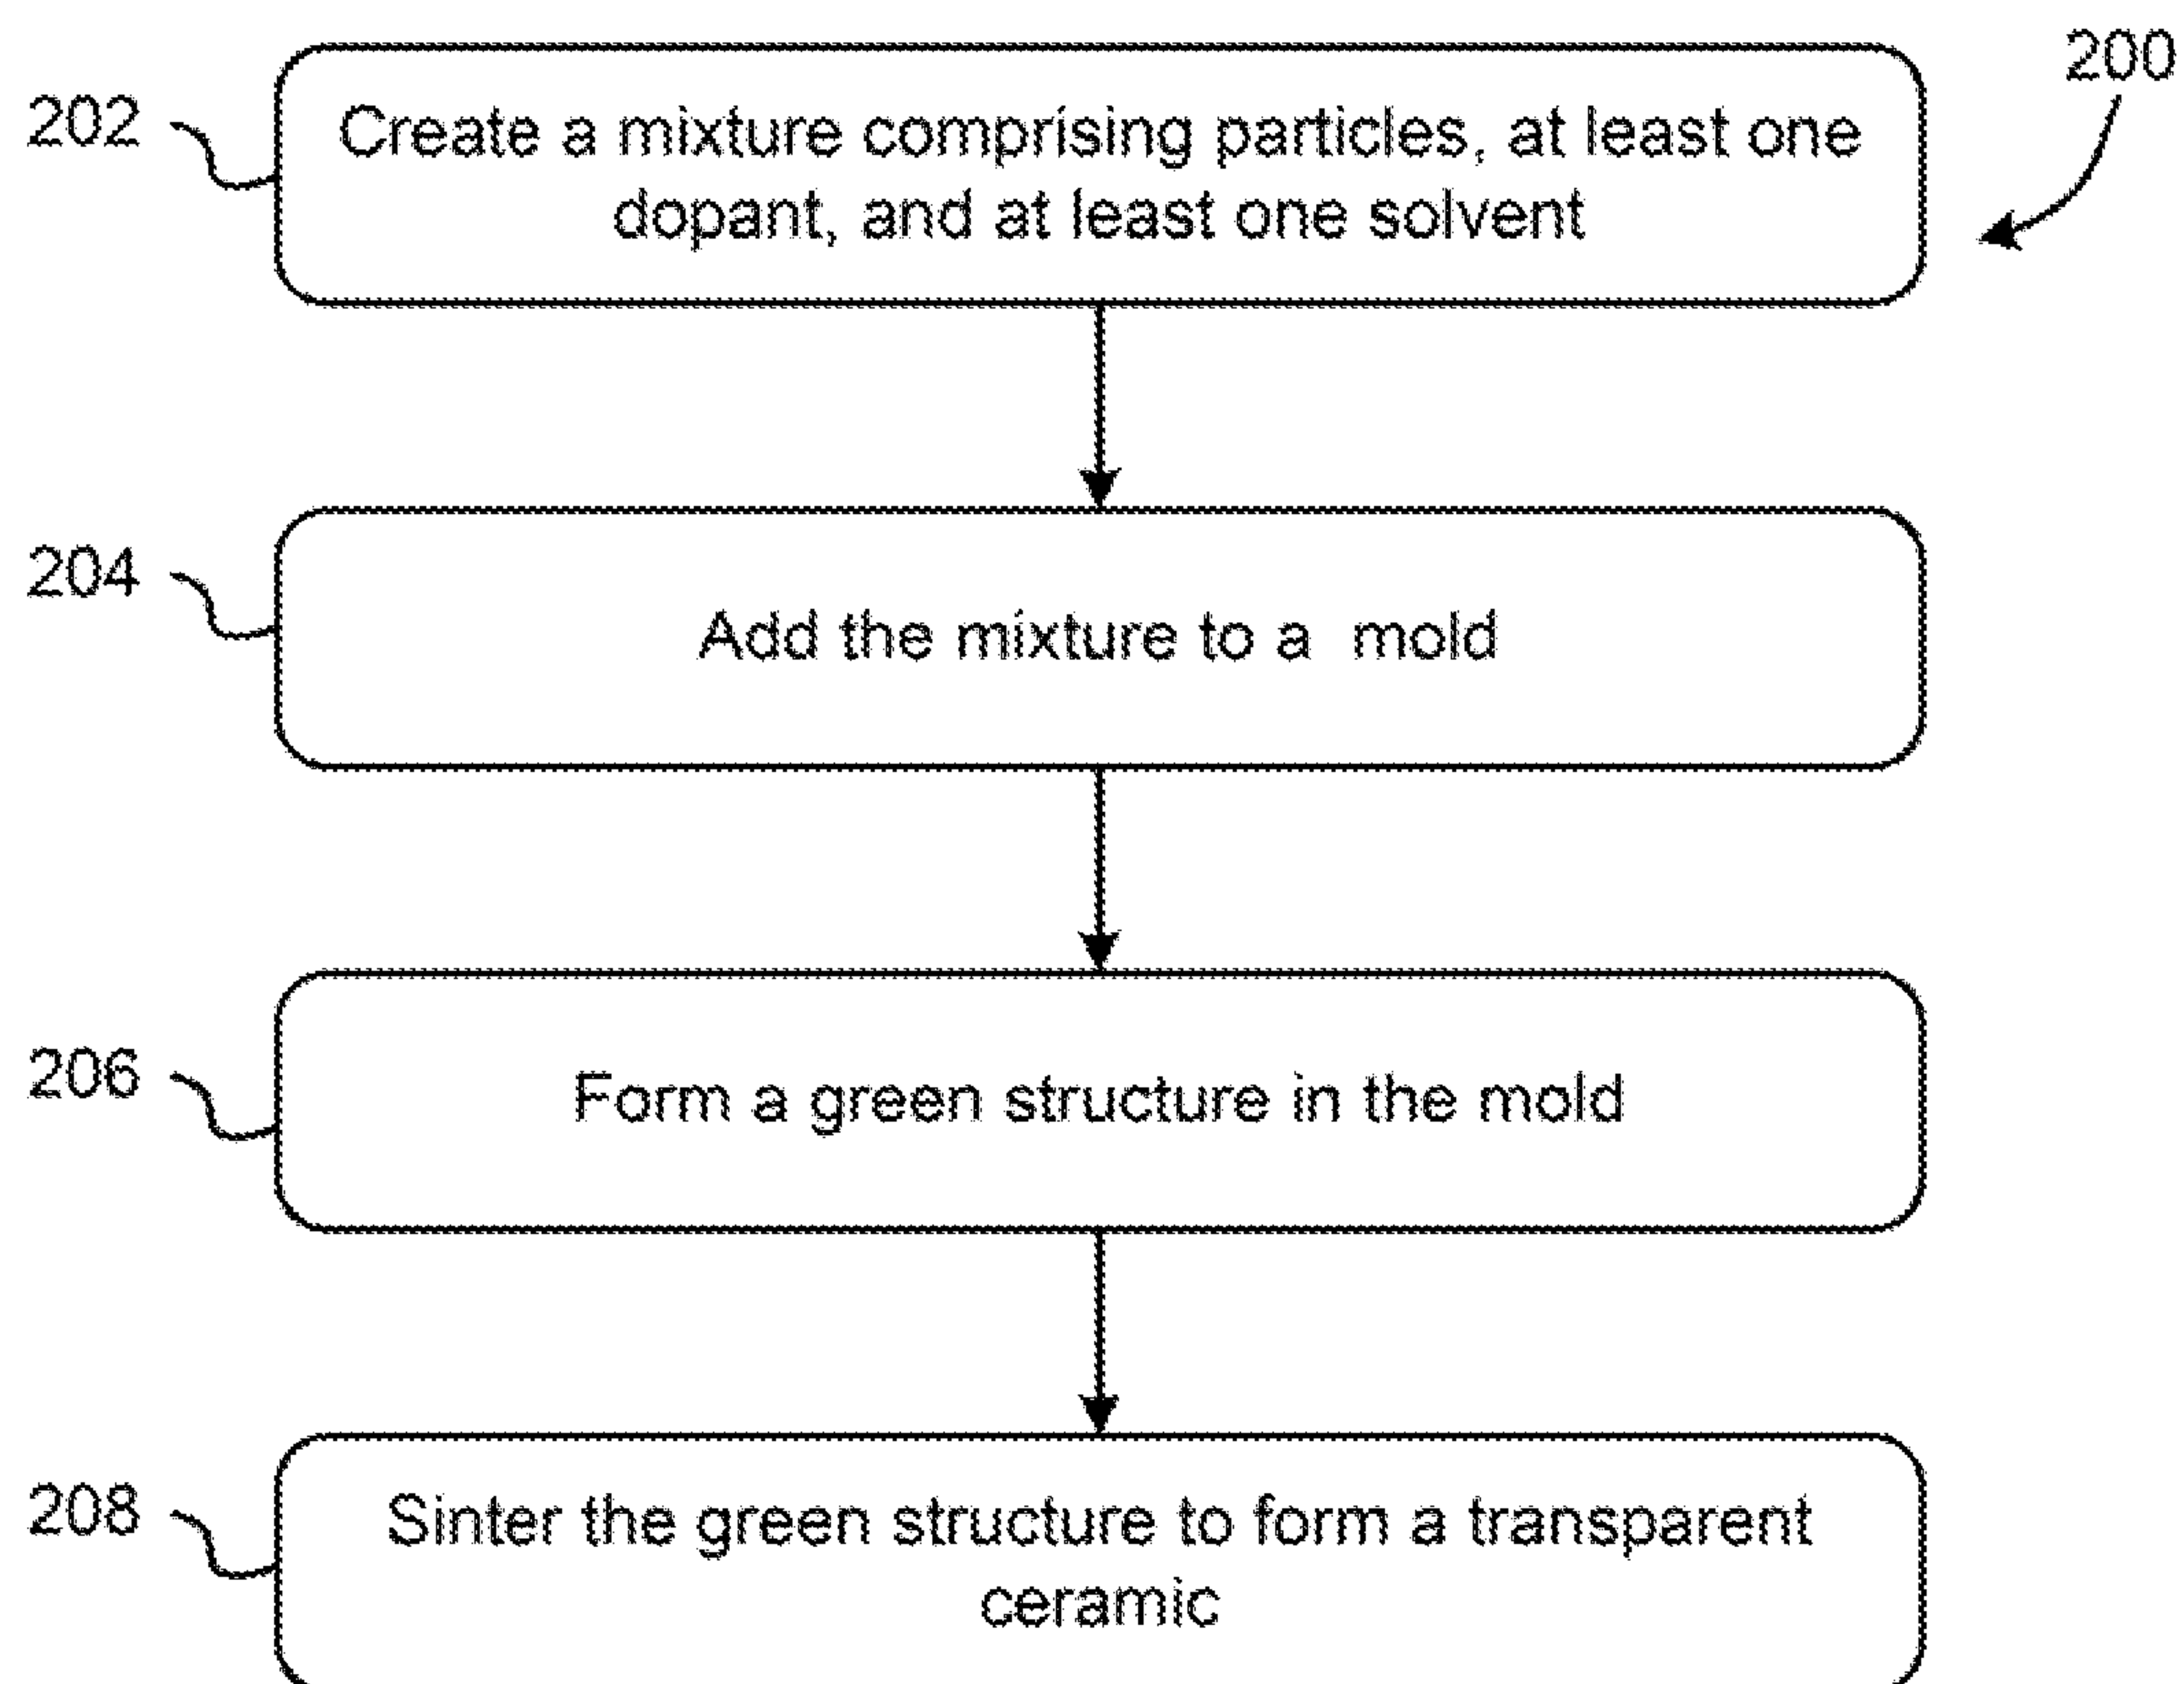 200
202
Create a mixture comprising particles, at least one
dopant, and at least one solvent
204
Add the mixture to a mold
206
Form a green structure in the mold
208
Sinter the green structure to form a transparent
ceramic